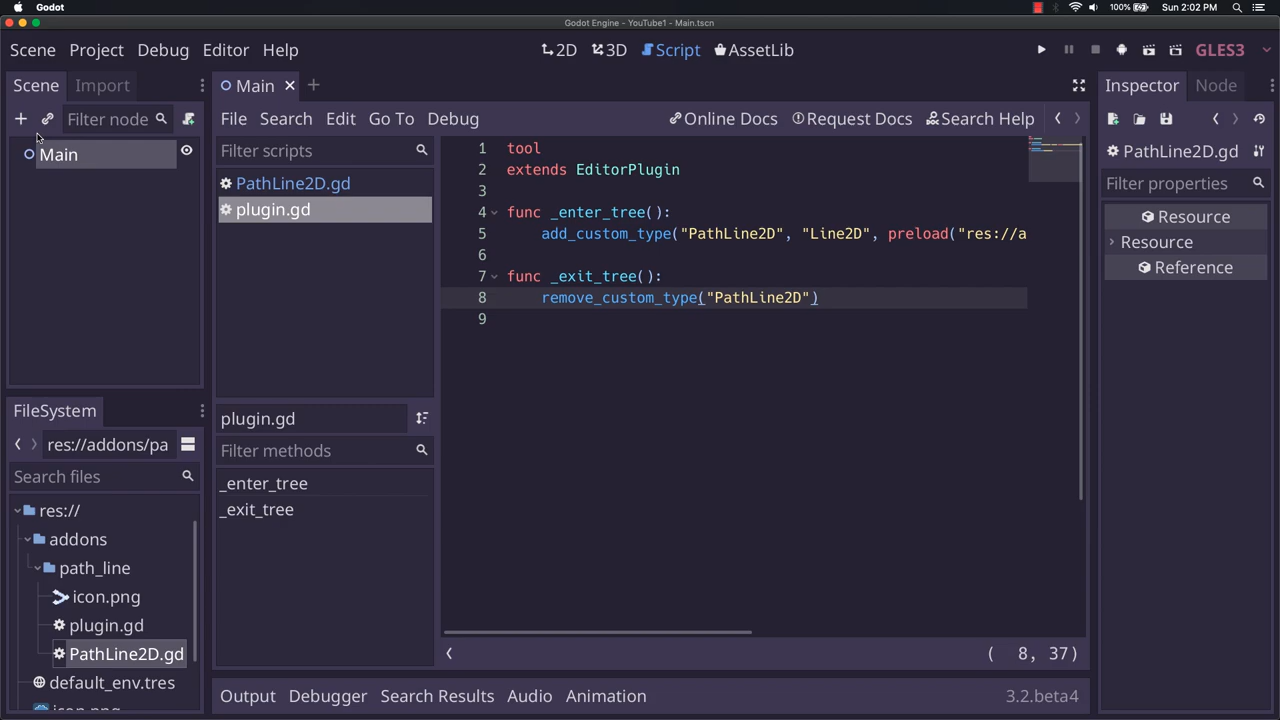 Godot
100%
Sun 2:02 PM
Godot Engine - YouTube1 - Main.tscn
Scene Project Debug Editor Help
2D 3D Script AssetLib
GLES3
Scene Import
Main
Inspector Node
Filter node
File Search Edit Go To Debug
Online Docs Request Docs Search Help
Main
Filter scripts
PathLine2D.gd
plugin.gd
plugin.gd
Filter methods
_enter_tree
_exit_tree
1 tool
2 extends EditorPlugin
3
4 func _enter_tree():
5 add_custom_type("PathLine2D", "Line2D", preload("res://a
6
7 func _exit_tree():
8 remove_custom_type("PathLine2D")
9
( 8, 37)
PathLine2D.gd
Filter properties
Resource
Resource
Reference
FileSystem
res://addons/pa
Search files
res://
addons
path_line
icon.png
plugin.gd
PathLine2D.gd
default_env.tres
icon.png
Output Debugger Search Results Audio Animation
3.2.beta4